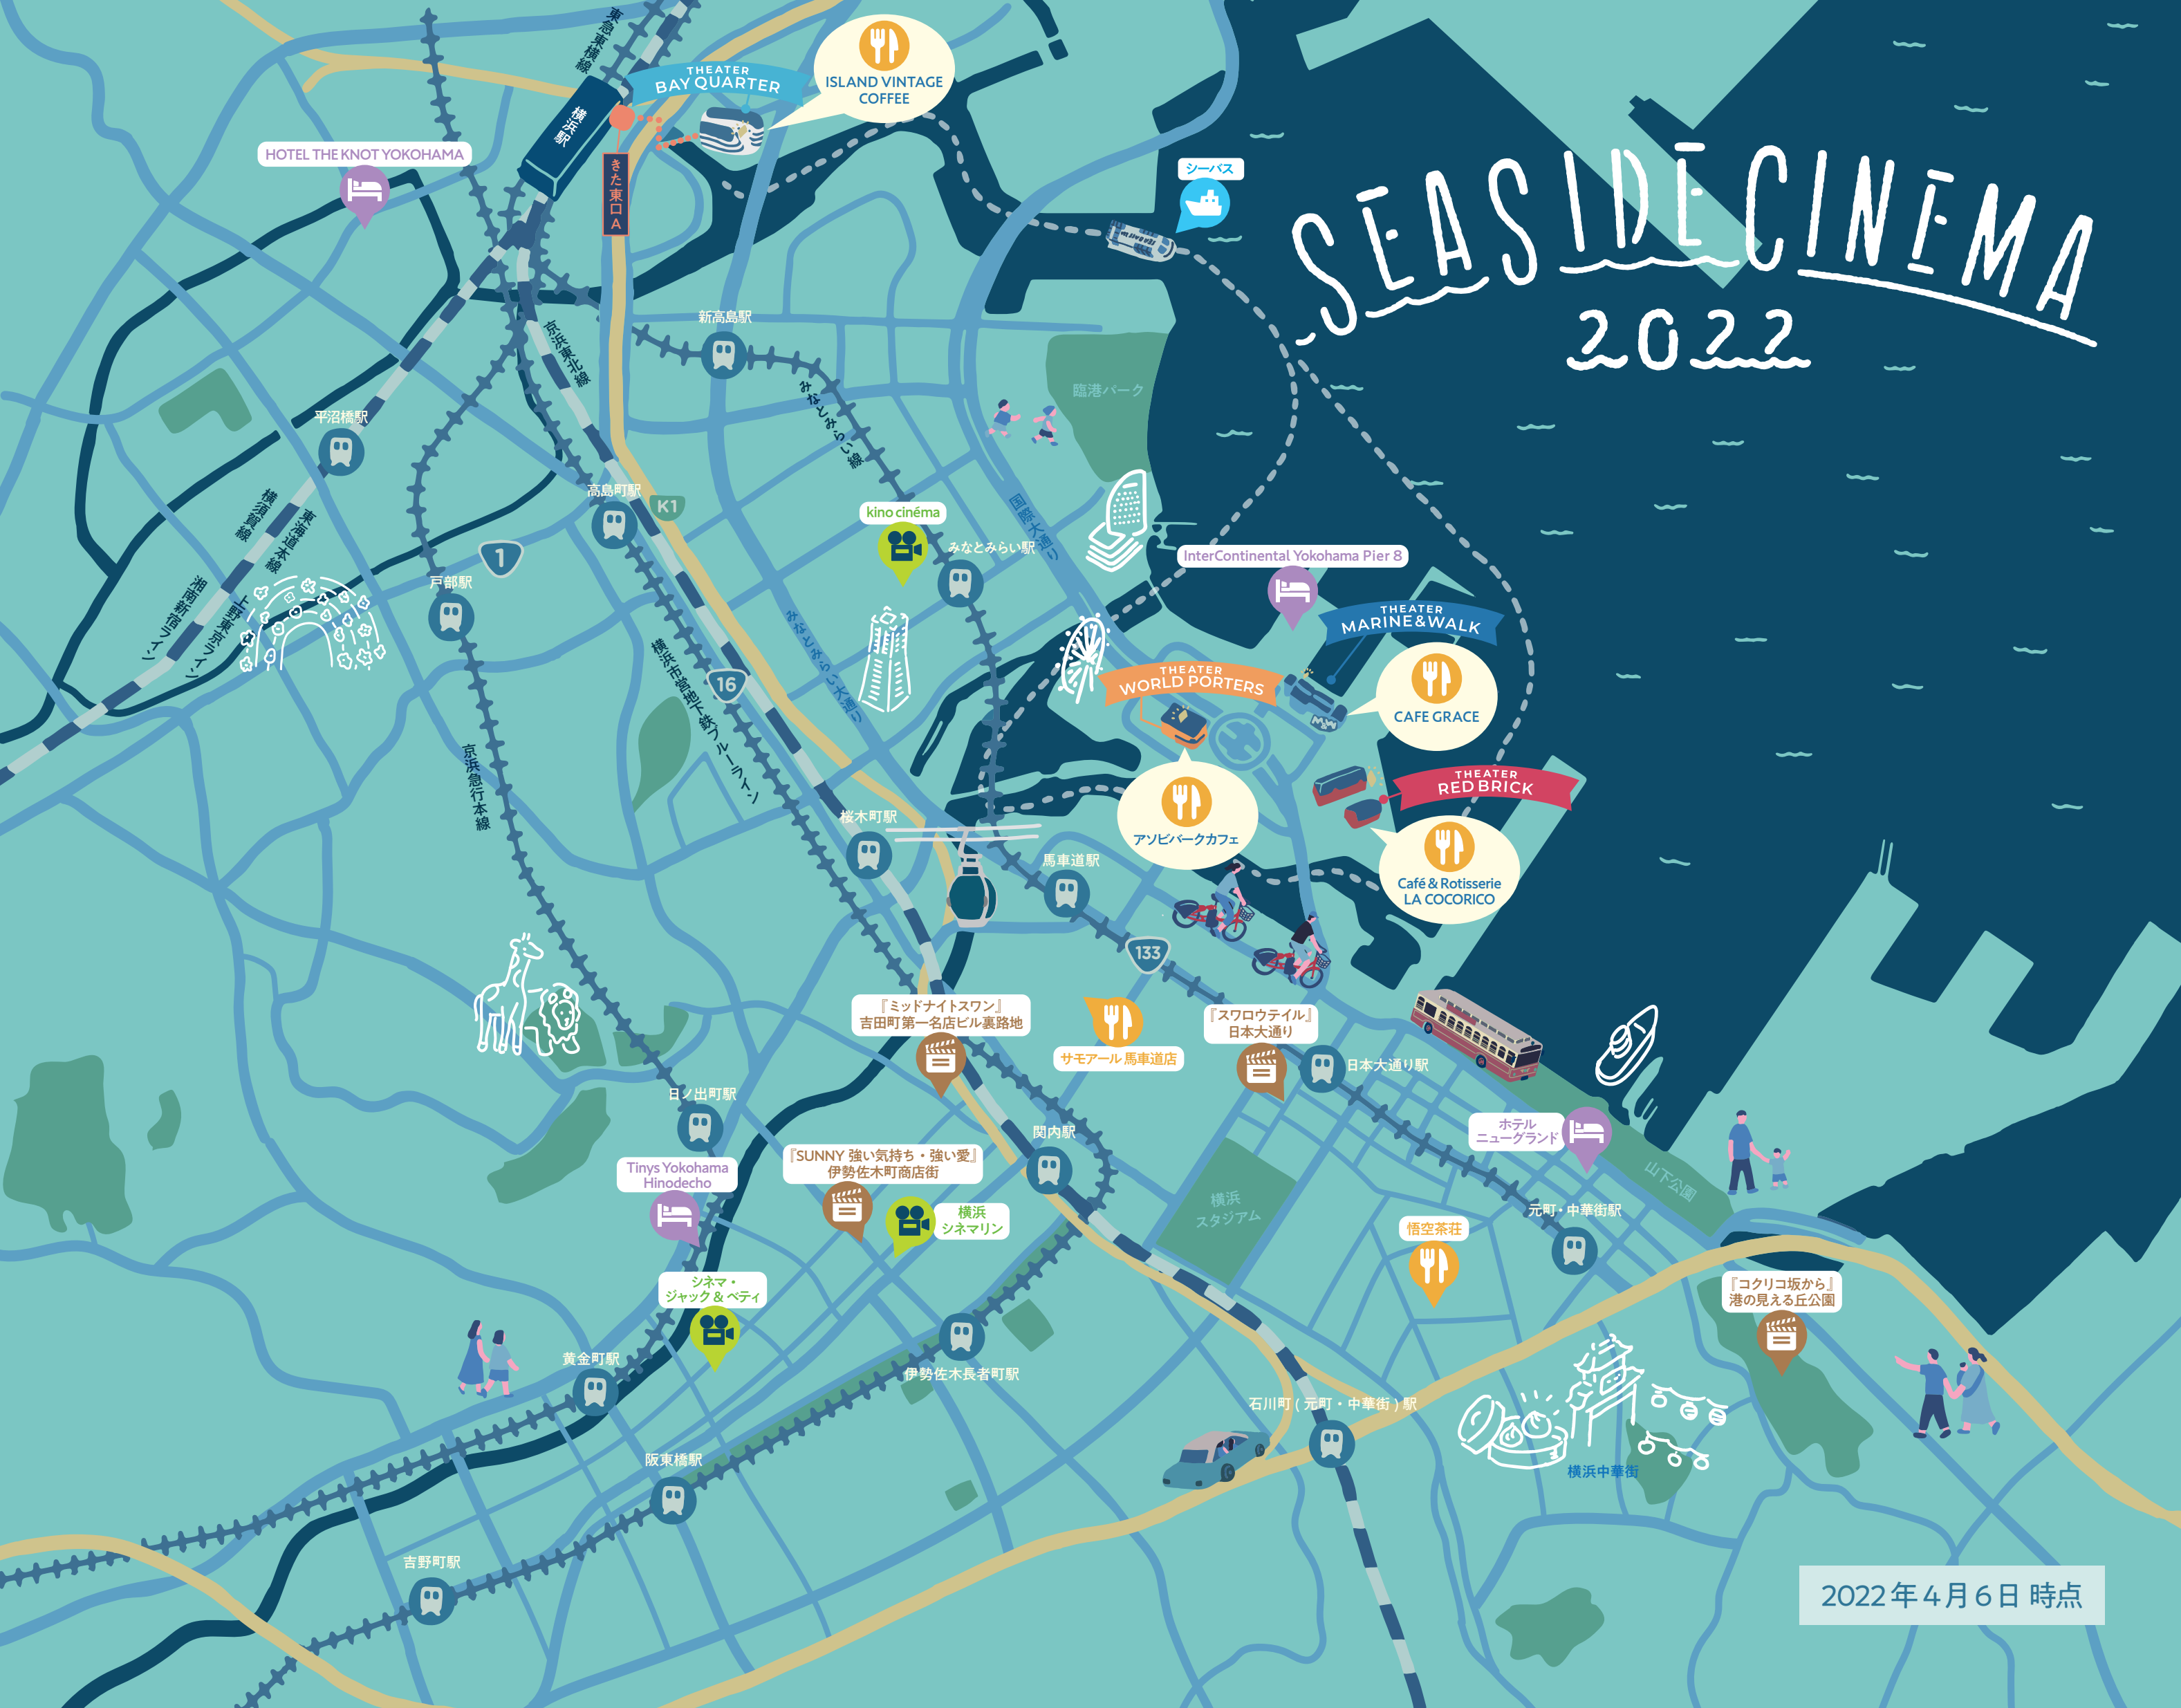 SEASIDE CINEMA
2022
東急東横線
横浜駅
THEATER
BAY QUARTER
ISLAND VINTAGE
COFFEE
きた東口A
HOTEL THE KNOT YOKOHAMA
シーバス
新高島駅
京浜東北線
みなとみらい線
臨港パーク
平沼橋駅
横須賀線
東海道本線
湘南新宿ライン
上野東京ライン
高島町駅
K1
1
戸部駅
kino cinéma
みなとみらい駅
国際大通り
InterContinental Yokohama Pier 8
THEATER
MARINE&WALK
CAFE GRACE
MW
THEATER
WORLD PORTERS
アソビバークカフェ
THEATER
RED BRICK
Café & Rotisserie
LA COCORICO
みなとみらい大通り
16
横浜市営地下鉄ブルーライン
京浜急行本線
桜木町駅
馬車道駅
133
『ミッドナイトスワン』
吉田町第一名店ビル裏路地
サモアール 馬車道店
『スワロウテイル』
日本大通り
日本大通り駅
日ノ出町駅
関内駅
ホテル
ニューグランド
山下公園
Tinys Yokohama
Hinodecho
『SUNNY 強い気持ち・強い愛』
伊勢佐木町商店街
横浜
シネマリン
横浜
スタジアム
元町・中華街駅
悟空茶荘
シネマ・
ジャック & ベティ
『コクリコ坂から』
港の見える丘公園
黄金町駅
伊勢佐木長者町駅
石川町 ( 元町・中華街 ) 駅
阪東橋駅
横浜中華街
吉野町駅
2022 年 4 月 6 日 時点